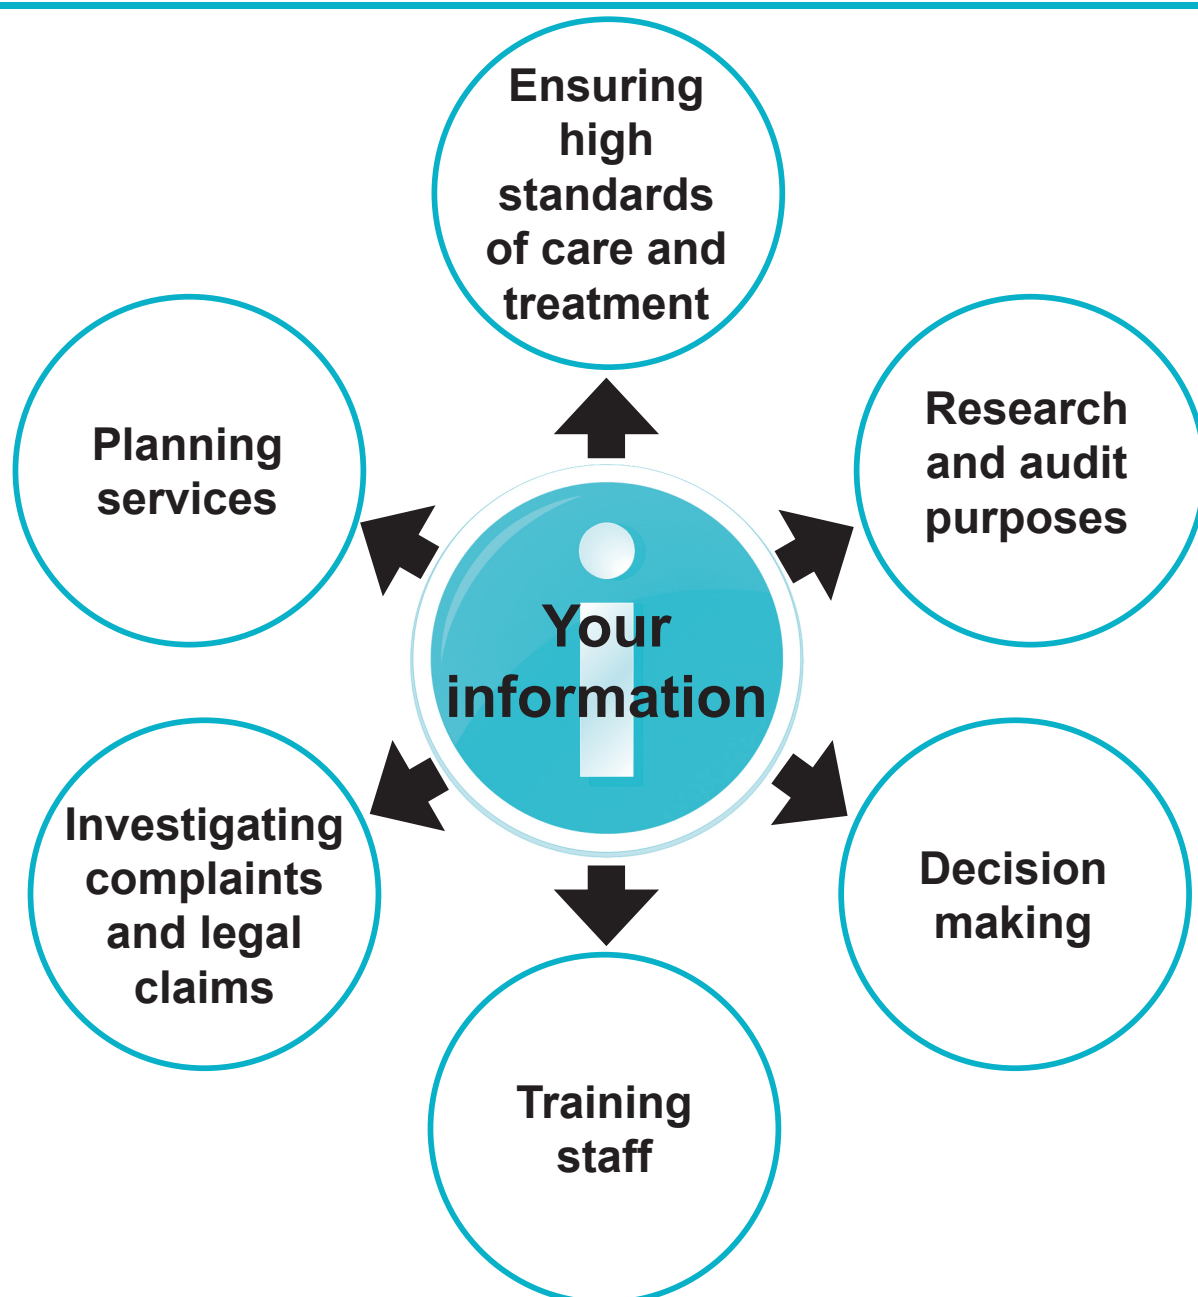 Ensuring
high
standards
of care and
treatment
Research
and audit
purposes
Planning
services
Your
information
Investigating
complaints
and legal
claims
Decision
making
Training
staff